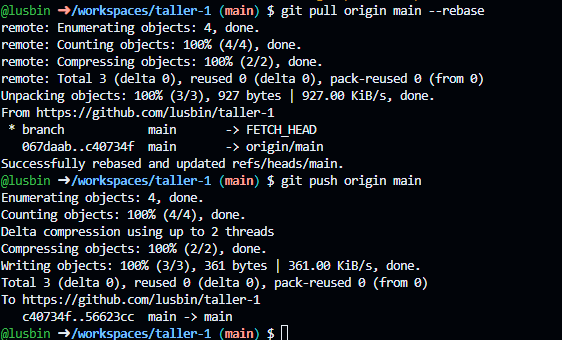 @lusbin ➜/workspaces/taller-1 (main) $ git pull origin main --rebase
remote: Enumerating objects: 4, done.
remote: Counting objects: 100% (4/4), done.
remote: Compressing objects: 100% (2/2), done.
remote: Total 3 (delta 0), reused 0 (delta 0), pack-reused 0 (from 0)
Unpacking objects: 100% (3/3), 927 bytes | 927.00 KiB/s, done.
From https://github.com/lusbin/taller-1
 * branch            main       -> FETCH_HEAD
   067daab..c40734f  main       -> origin/main
Successfully rebased and updated refs/heads/main.
@lusbin ➜/workspaces/taller-1 (main) $ git push origin main
Enumerating objects: 4, done.
Counting objects: 100% (4/4), done.
Delta compression using up to 2 threads
Compressing objects: 100% (2/2), done.
Writing objects: 100% (3/3), 361 bytes | 361.00 KiB/s, done.
Total 3 (delta 0), reused 0 (delta 0), pack-reused 0 (from 0)
To https://github.com/lusbin/taller-1
   c40734f..56623cc  main -> main
@lusbin ➜/workspaces/taller-1 (main) $